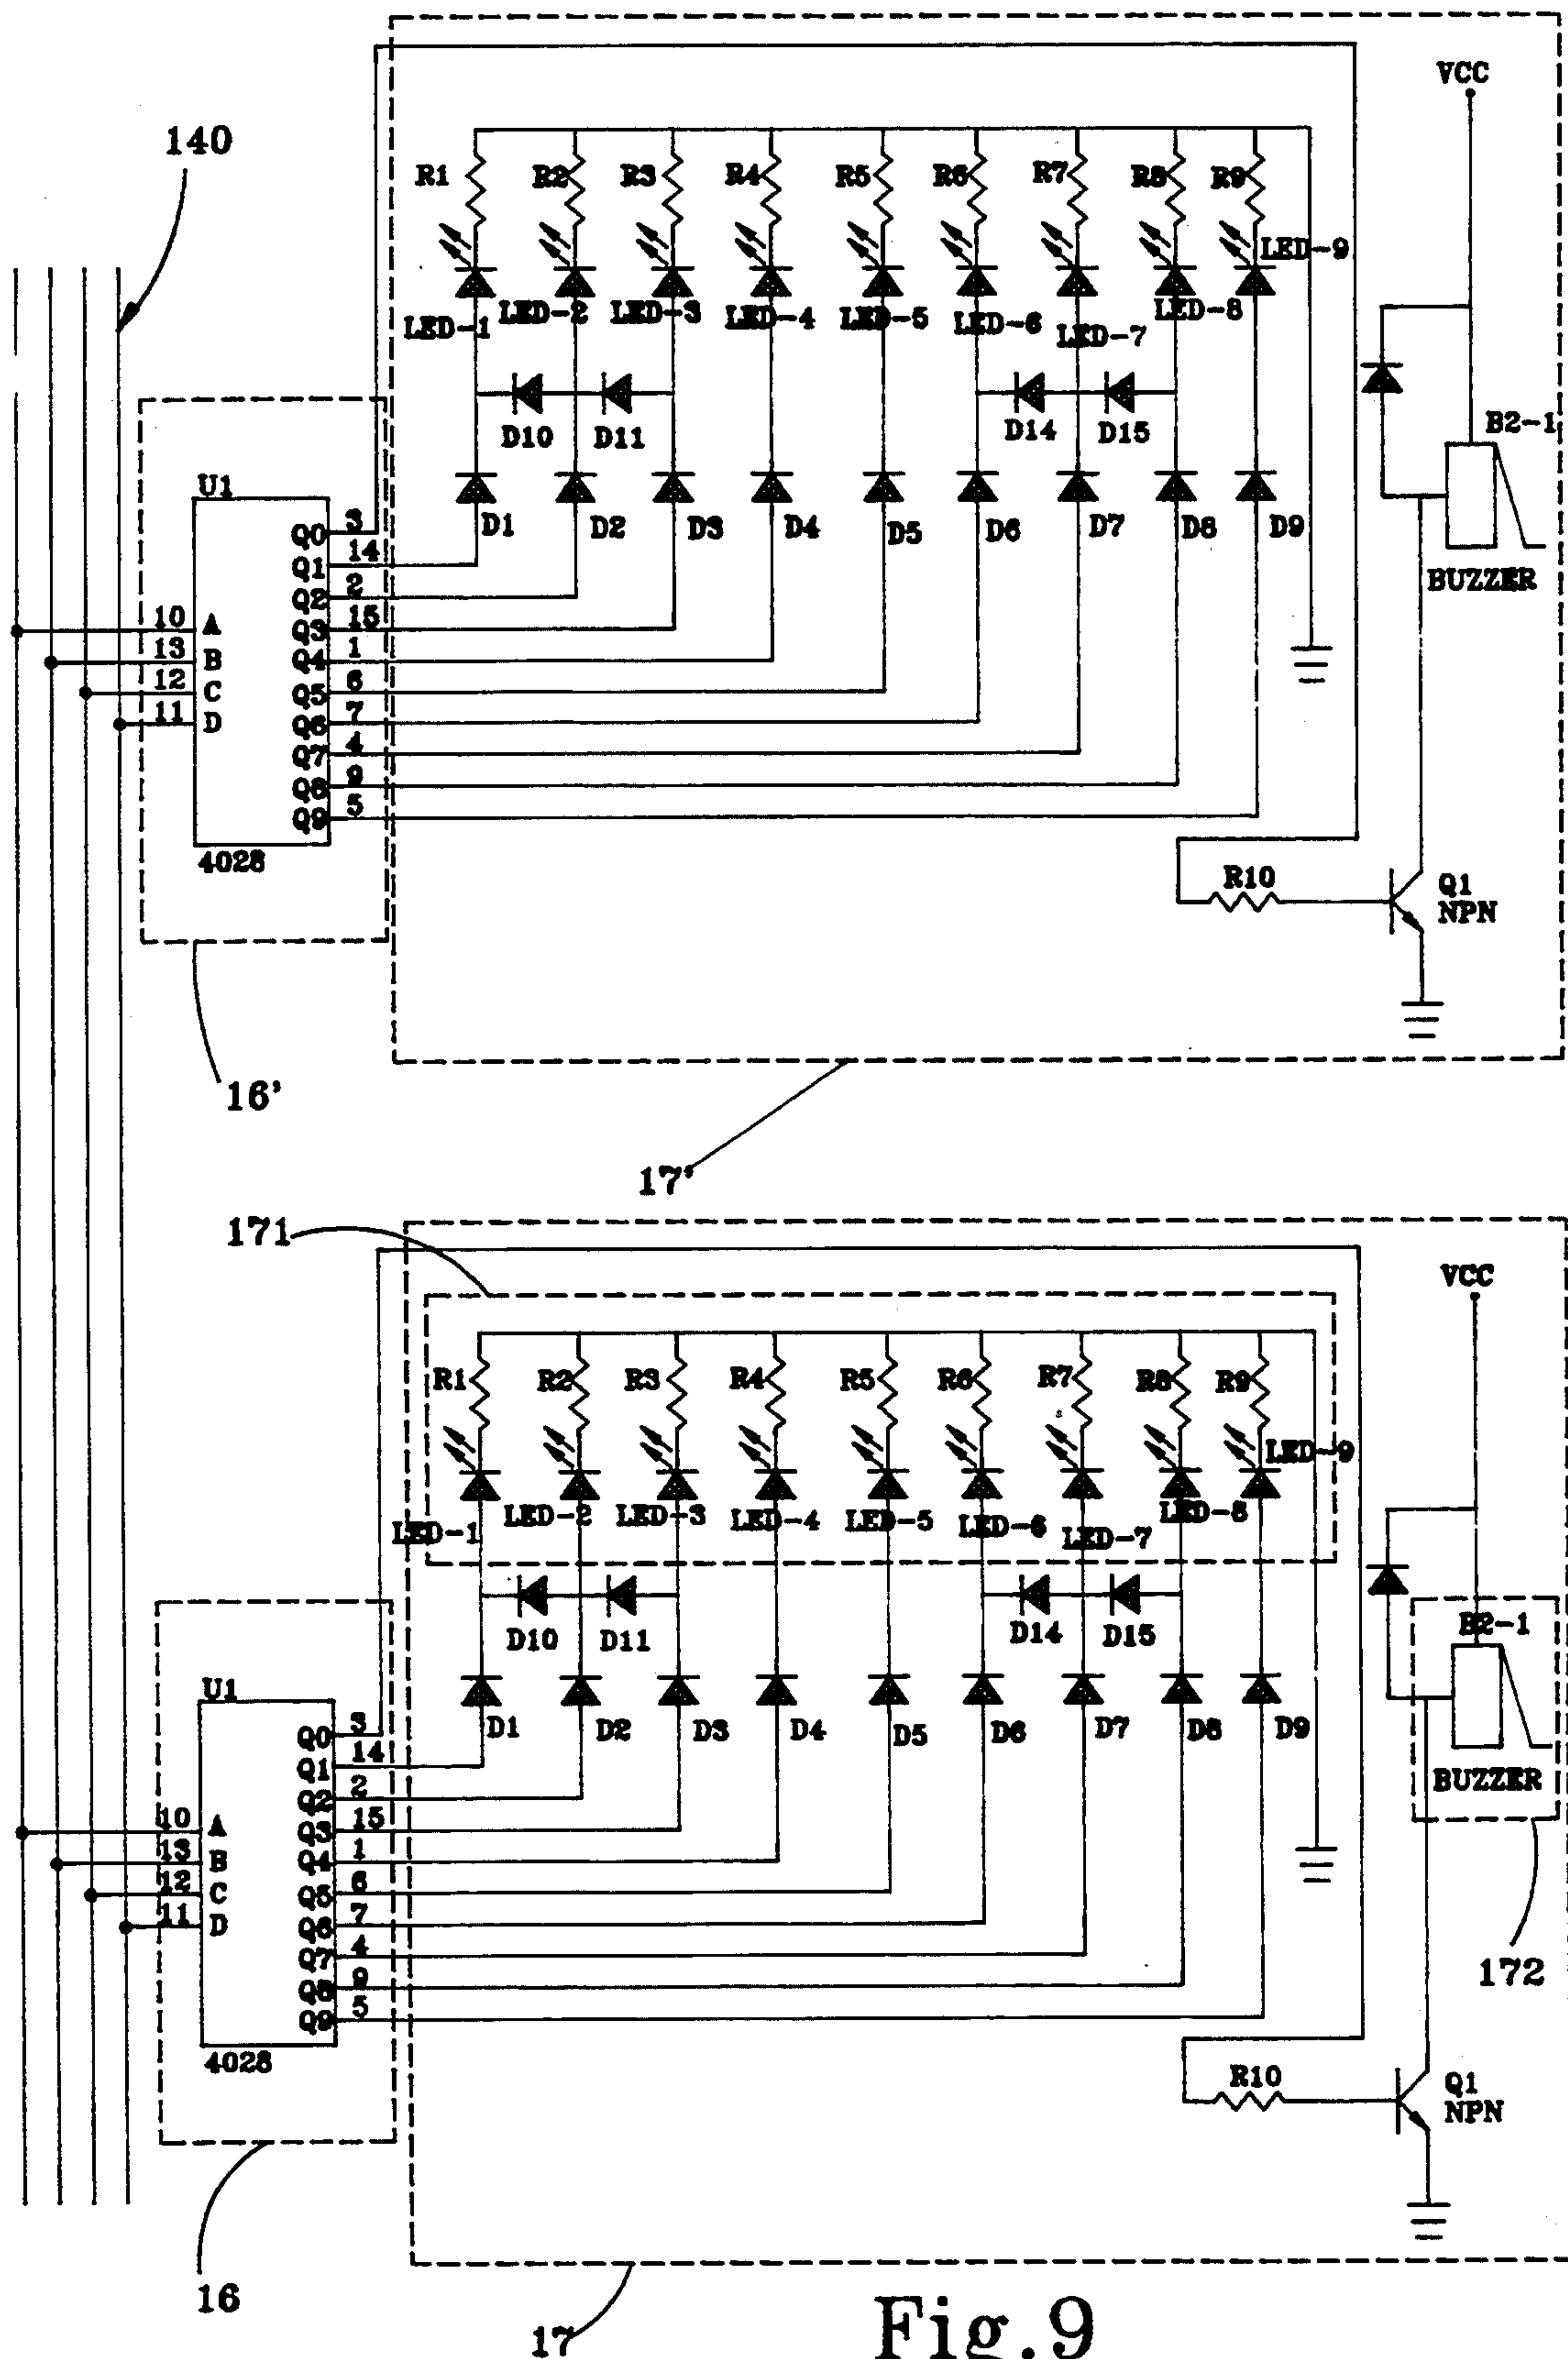 VCC
140
R1 R2 R3 R4 R5 R6 R7 R8 R9
LED-9
LED-1 LED-2 LED-3 LED-4 LED-5 LED-6 LED-7 LED-8
D10 D11 D14 D15
B2-1
BUZZER
U1
D1 D2 D3 D4 D5 D6 D7 D8 D9
Q0 3
Q1 14
Q2 2
10 A Q3 15
13 B Q4 1
12 C Q5 6
11 D Q6 7
Q7 4
Q8 9
Q9 5
4028
R10
Q1
NPN
16'
17'
171
VCC
R1 R2 R3 R4 R5 R6 R7 R8 R9
LED-9
LED-1 LED-2 LED-3 LED-4 LED-5 LED-6 LED-7 LED-8
D10 D11 D14 D15
B2-1
BUZZER
U1
D1 D2 D3 D4 D5 D6 D7 D8 D9
Q0 3
Q1 14
Q2 2
10 A Q3 15
13 B Q4 1
12 C Q5 6
11 D Q6 7
Q7 4
Q8 9
Q9 5
4028
172
R10
Q1
NPN
16
17
Fig.9